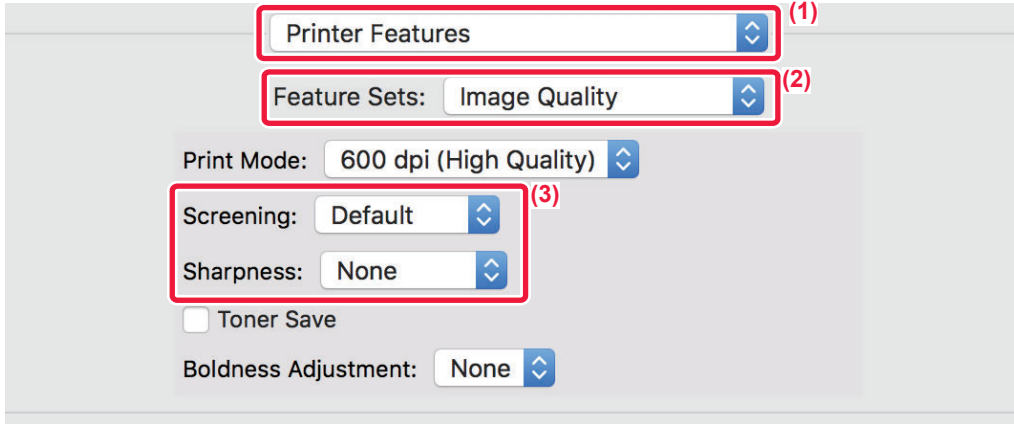 Printer Features (1)
Feature Sets: Image Quality (2)
Print Mode: 600 dpi (High Quality)
(3)
Screening: Default
Sharpness: None
Toner Save
Boldness Adjustment: None